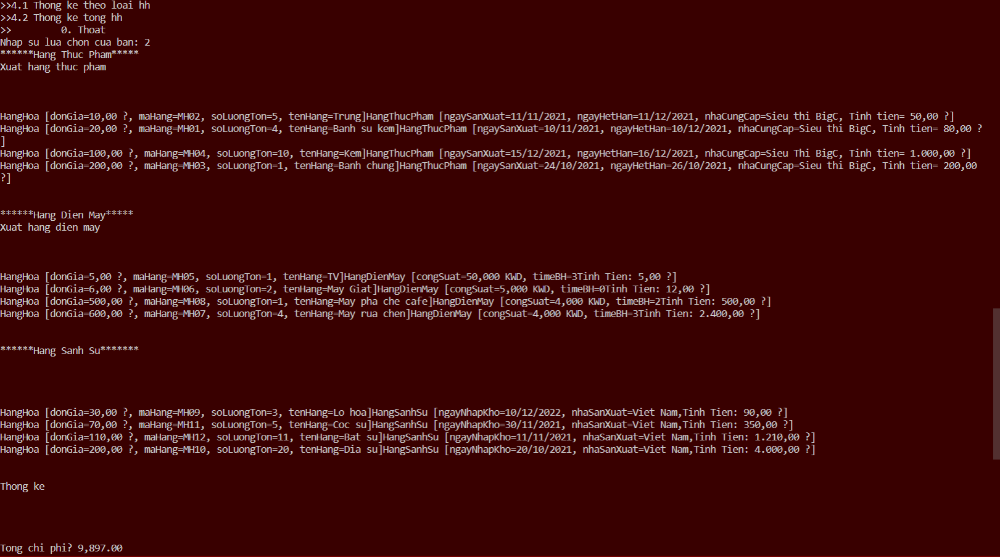 >>4.1 Thong ke theo loai hh
>>4.2 Thong ke tong hh
>>         0. Thoat
Nhap su lua chon cua ban: 2
******Hang Thuc Pham*****
Xuat hang thuc pham
HangHoa [donGia=10,00 ?, maHang=MH02, soLuongTon=5, tenHang=Trung]HangThucPham [ngaySanXuat=11/11/2021, ngayHetHan=11/12/2021, nhaCungCap=Sieu thi BigC, Tinh tien= 50,00 ?]
HangHoa [donGia=20,00 ?, maHang=MH01, soLuongTon=4, tenHang=Banh su kem]HangThucPham [ngaySanXuat=10/11/2021, ngayHetHan=10/12/2021, nhaCungCap=Sieu thi BigC, Tinh tien= 80,00 ?
]
HangHoa [donGia=100,00 ?, maHang=MH04, soLuongTon=10, tenHang=Kem]HangThucPham [ngaySanXuat=15/12/2021, ngayHetHan=16/12/2021, nhaCungCap=Sieu Thi BigC, Tinh tien= 1.000,00 ?]
HangHoa [donGia=200,00 ?, maHang=MH03, soLuongTon=1, tenHang=Banh chung]HangThucPham [ngaySanXuat=24/10/2021, ngayHetHan=26/10/2021, nhaCungCap=Sieu thi BigC, Tinh tien= 200,00
?]
******Hang Dien May*****
Xuat hang dien may
HangHoa [donGia=5,00 ?, maHang=MH05, soLuongTon=1, tenHang=TV]HangDienMay [congSuat=50,000 KWD, timeBH=3Tinh Tien: 5,00 ?]
HangHoa [donGia=6,00 ?, maHang=MH06, soLuongTon=2, tenHang=May Giat]HangDienMay [congSuat=5,000 KWD, timeBH=0Tinh Tien: 12,00 ?]
HangHoa [donGia=500,00 ?, maHang=MH08, soLuongTon=1, tenHang=May pha che cafe]HangDienMay [congSuat=4,000 KWD, timeBH=2Tinh Tien: 500,00 ?]
HangHoa [donGia=600,00 ?, maHang=MH07, soLuongTon=4, tenHang=May rua chen]HangDienMay [congSuat=4,000 KWD, timeBH=3Tinh Tien: 2.400,00 ?]
******Hang Sanh Su*******
HangHoa [donGia=30,00 ?, maHang=MH09, soLuongTon=3, tenHang=Lo hoa]HangSanhSu [ngayNhapKho=10/12/2022, nhaSanXuat=Viet Nam,Tinh Tien: 90,00 ?]
HangHoa [donGia=70,00 ?, maHang=MH11, soLuongTon=5, tenHang=Coc su]HangSanhSu [ngayNhapKho=30/11/2021, nhaSanXuat=Viet Nam,Tinh Tien: 350,00 ?]
HangHoa [donGia=110,00 ?, maHang=MH12, soLuongTon=11, tenHang=Bat su]HangSanhSu [ngayNhapKho=11/11/2021, nhaSanXuat=Viet Nam,Tinh Tien: 1.210,00 ?]
HangHoa [donGia=200,00 ?, maHang=MH10, soLuongTon=20, tenHang=Dia su]HangSanhSu [ngayNhapKho=20/10/2021, nhaSanXuat=Viet Nam,Tinh Tien: 4.000,00 ?]
Thong ke
Tong chi phi? 9,897.00